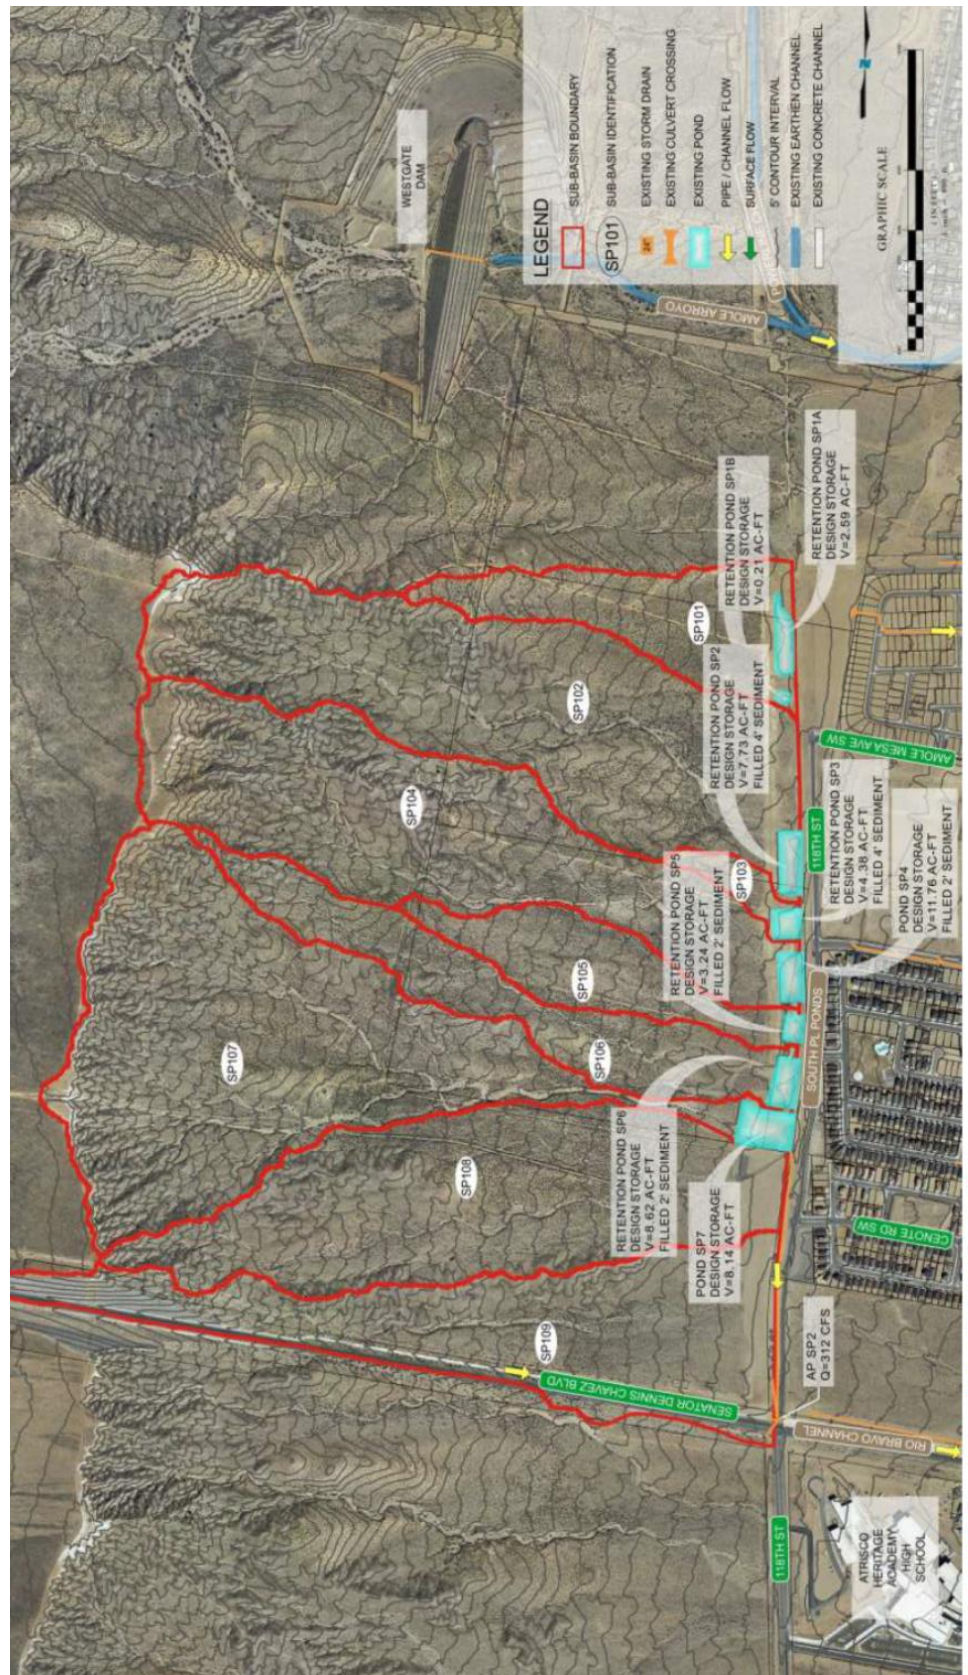 WESTGATE
DAM
LEGEND
SUB-BASIN BOUNDARY
SP101
SUB-BASIN IDENTIFICATION
24"
EXISTING STORM DRAIN
EXISTING CULVERT CROSSING
EXISTING POND
PIPE / CHANNEL FLOW
SURFACE FLOW
5' CONTOUR INTERVAL
EXISTING EARTHEN CHANNEL
EXISTING CONCRETE CHANNEL
N
GRAPHIC SCALE
AMOLE ARROYO
RETENTION POND SP1A
DESIGN STORAGE
V=2.59 AC-FT
RETENTION POND SP1B
DESIGN STORAGE
V=0.21 AC-FT
RETENTION POND SP2
DESIGN STORAGE
V=7.73 AC-FT
FILLED 4' SEDIMENT
RETENTION POND SP3
DESIGN STORAGE
V=4.38 AC-FT
FILLED 4' SEDIMENT
POND SP4
DESIGN STORAGE
V=11.76 AC-FT
FILLED 2' SEDIMENT
RETENTION POND SP5
DESIGN STORAGE
V=3.24 AC-FT
FILLED 2' SEDIMENT
RETENTION POND SP6
DESIGN STORAGE
V=8.62 AC-FT
FILLED 2' SEDIMENT
POND SP7
DESIGN STORAGE
V=8.14 AC-FT
SP101
SP102
SP103
SP104
SP105
SP106
SP107
SP108
SP109
AMOLE MESA AVE SW
118TH ST
SOUTH PL PONDS
CENOTE RD SW
SENATOR DENNIS CHAVEZ BLVD
AP SP2
Q=312 CFS
RIO BRAVO CHANNEL
118TH ST
ATRISCO
HERITAGE
ACADEMY
HIGH
SCHOOL